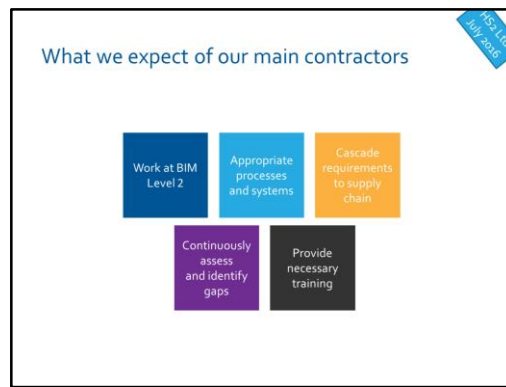 HS2 Ltd
July 2016
What we expect of our main contractors
Work at BIM
Level 2
Appropriate
processes
and systems
Cascade
requirements
to supply
chain
Continuously
assess
and identify
gaps
Provide
necessary
training